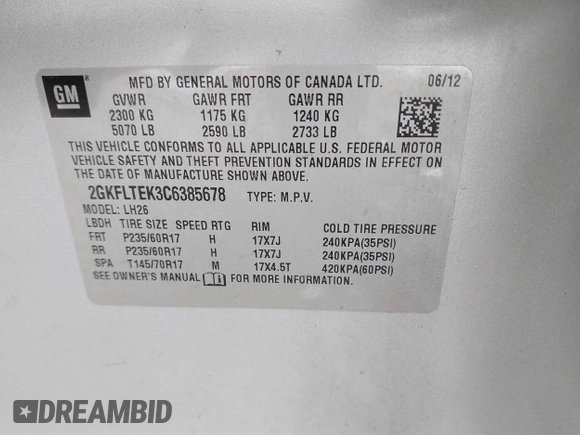 GM
MFD BY GENERAL MOTORS OF CANADA LTD. 06/12
GVWR GAWR FRT GAWR RR
2300 KG 1175 KG 1240 KG
5070 LB 2590 LB 2733 LB
THIS VEHICLE CONFORMS TO ALL APPLICABLE U.S. FEDERAL MOTOR
VEHICLE SAFETY AND THEFT PREVENTION STANDARDS IN EFFECT ON
THE DATE OF MANUFACTURE SHOWN ABOVE.
2GKFLTEK3C6385678 TYPE: M.P.V.
MODEL: LH26
LBDH TIRE SIZE SPEED RTG RIM COLD TIRE PRESSURE
FRT P235/60R17 H 17X7J 240KPA(35PSI)
RR P235/60R17 H 17X7J 240KPA(35PSI)
SPA T145/70R17 M 17X4.5T 420KPA(60PSI)
SEE OWNER'S MANUAL FOR MORE INFORMATION.
DREAMBID